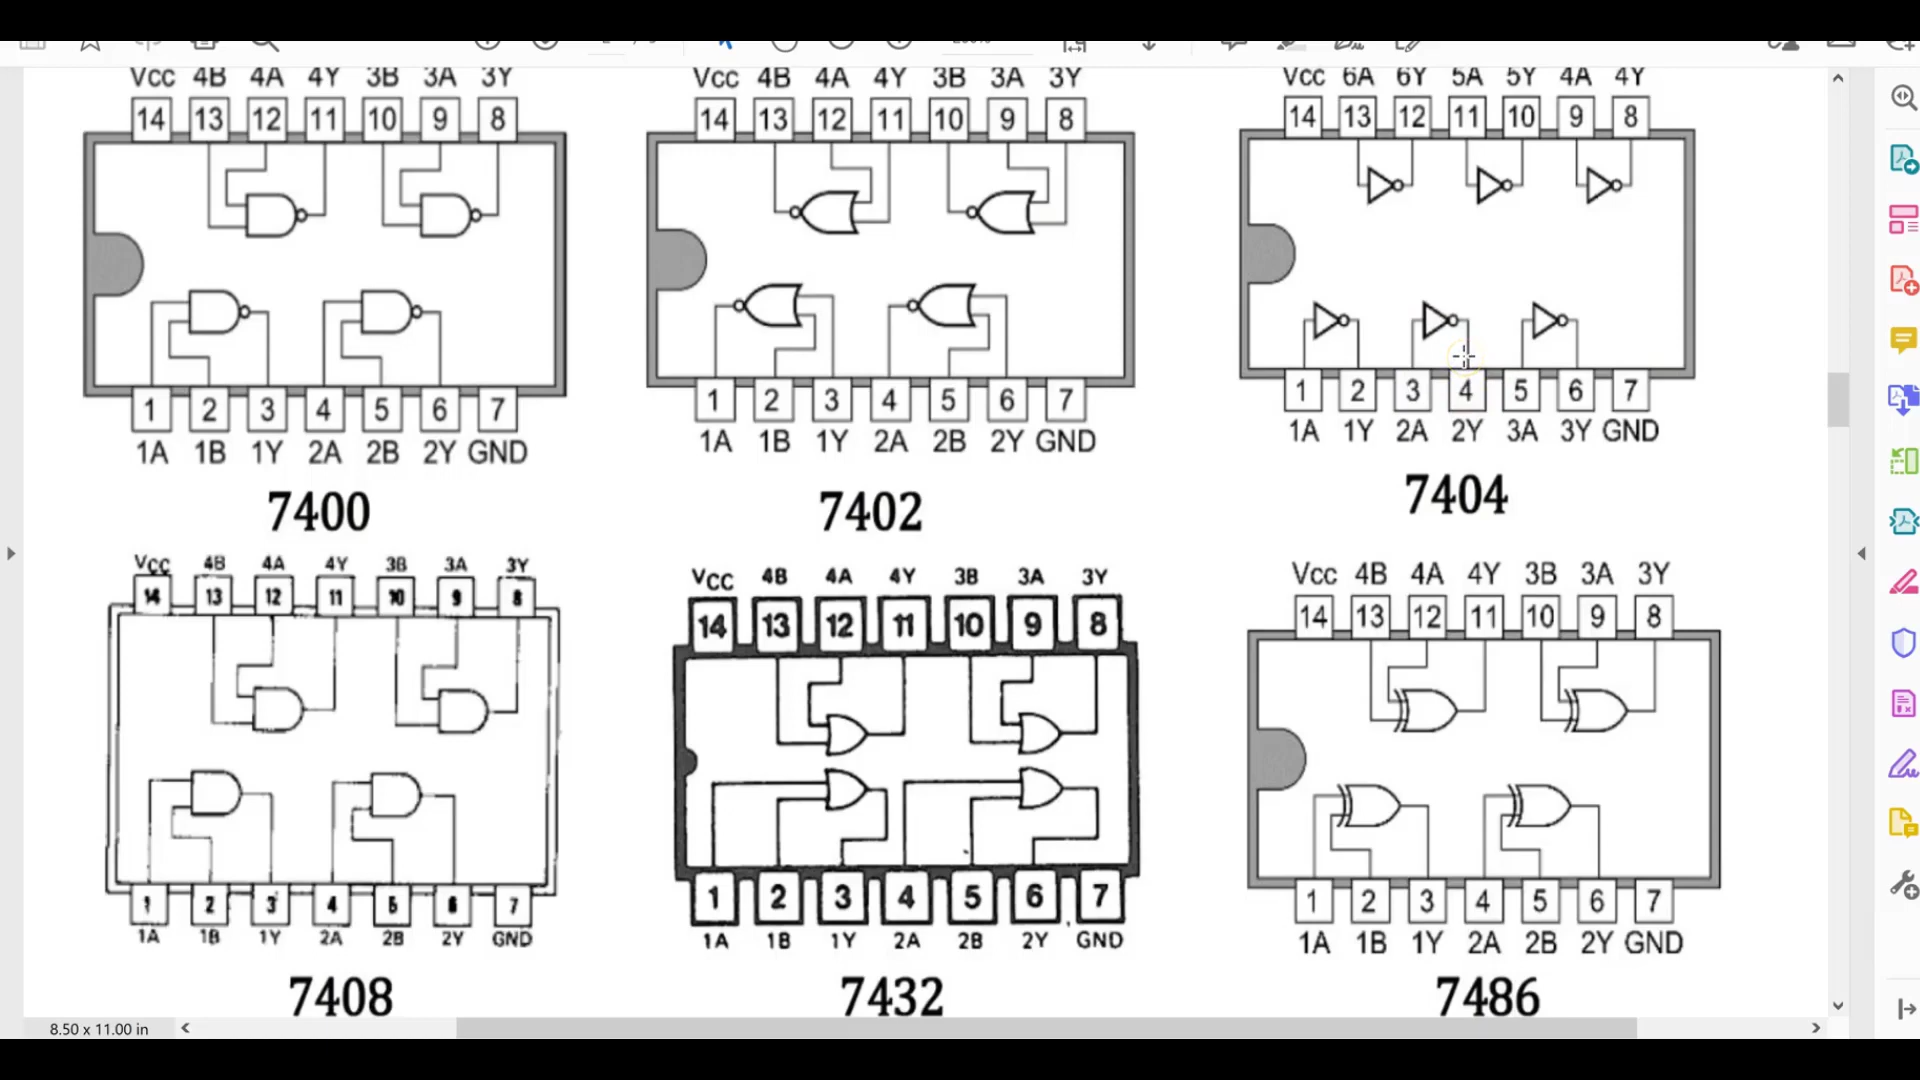 Vcc 4B 4A 4Y 3B 3A 3Y
14 13 12 11 10 9 8
1 2 3 4 5 6 7
1A 1B 1Y 2A 2B 2Y GND
7400
Vcc 4B 4A 4Y 3B 3A 3Y
14 13 12 11 10 9 8
1 2 3 4 5 6 7
1A 1B 1Y 2A 2B 2Y GND
7402
Vcc 6A 6Y 5A 5Y 4A 4Y
14 13 12 11 10 9 8
1 2 3 4 5 6 7
1A 1Y 2A 2Y 3A 3Y GND
7404
VCC 4B 4A 4Y 3B 3A 3Y
14 13 12 11 10 9 8
1 2 3 4 5 6 7
1A 1B 1Y 2A 2B 2Y GND
7408
VCC 4B 4A 4Y 3B 3A 3Y
14 13 12 11 10 9 8
1 2 3 4 5 6 7
1A 1B 1Y 2A 2B 2Y GND
7432
Vcc 4B 4A 4Y 3B 3A 3Y
14 13 12 11 10 9 8
1 2 3 4 5 6 7
1A 1B 1Y 2A 2B 2Y GND
7486
8.50 x 11.00 in